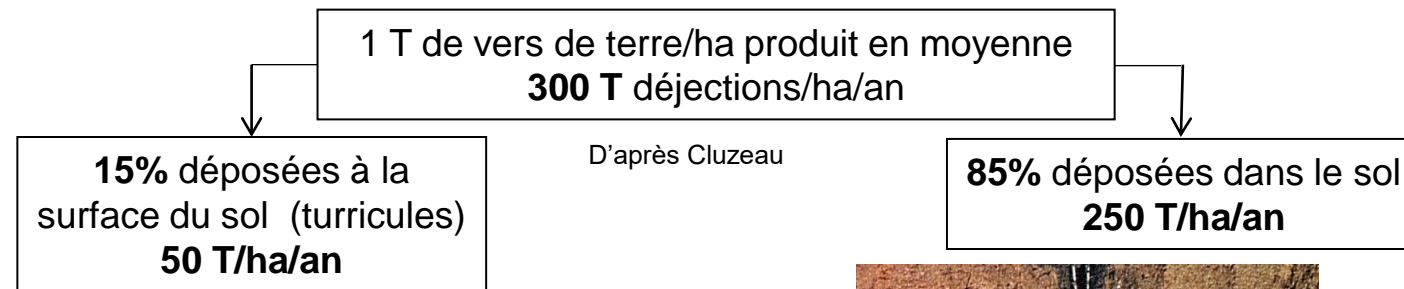 1 T de vers de terre/ha produit en moyenne
300 T déjections/ha/an
D’après Cluzeau
15% déposées à la
surface du sol (turricules)
50 T/ha/an
85% déposées dans le sol
250 T/ha/an